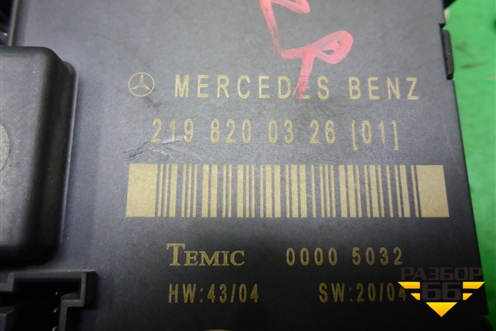 MERCEDES BENZ
219 820 03 26 [01]
TEMIC 0000 5032
HW:43/04 SW:20/04
РАЗБОР
66